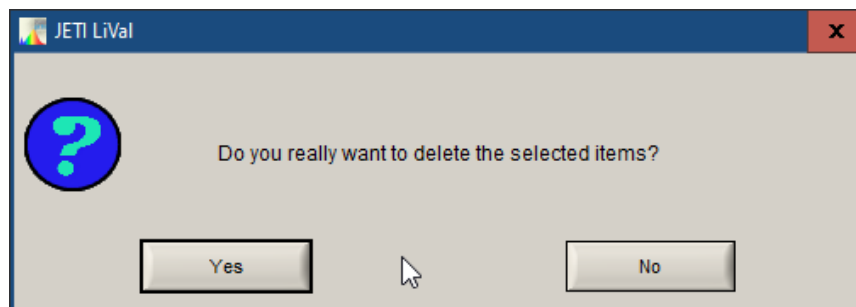 JETI LiVal
Do you really want to delete the selected items?
Yes
No